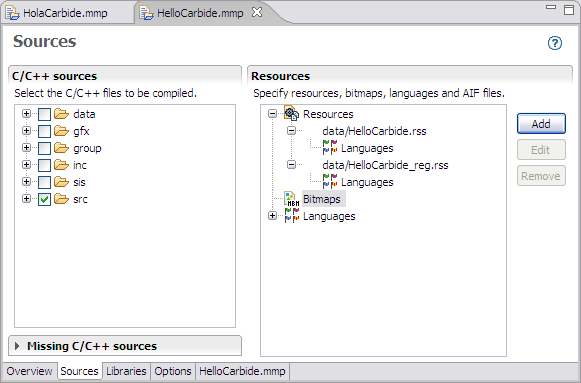 HolaCarbide.mmp
HelloCarbide.mmp
Sources
C/C++ sources
Select the C/C++ files to be compiled.
data
gfx
group
inc
sis
src
Missing C/C++ sources
Resources
Specify resources, bitmaps, languages and AIF files.
Resources
data/HelloCarbide.rss
Languages
data/HelloCarbide_reg.rss
Languages
MBM Bitmaps
Languages
Add
Edit
Remove
Overview Sources Libraries Options HelloCarbide.mmp